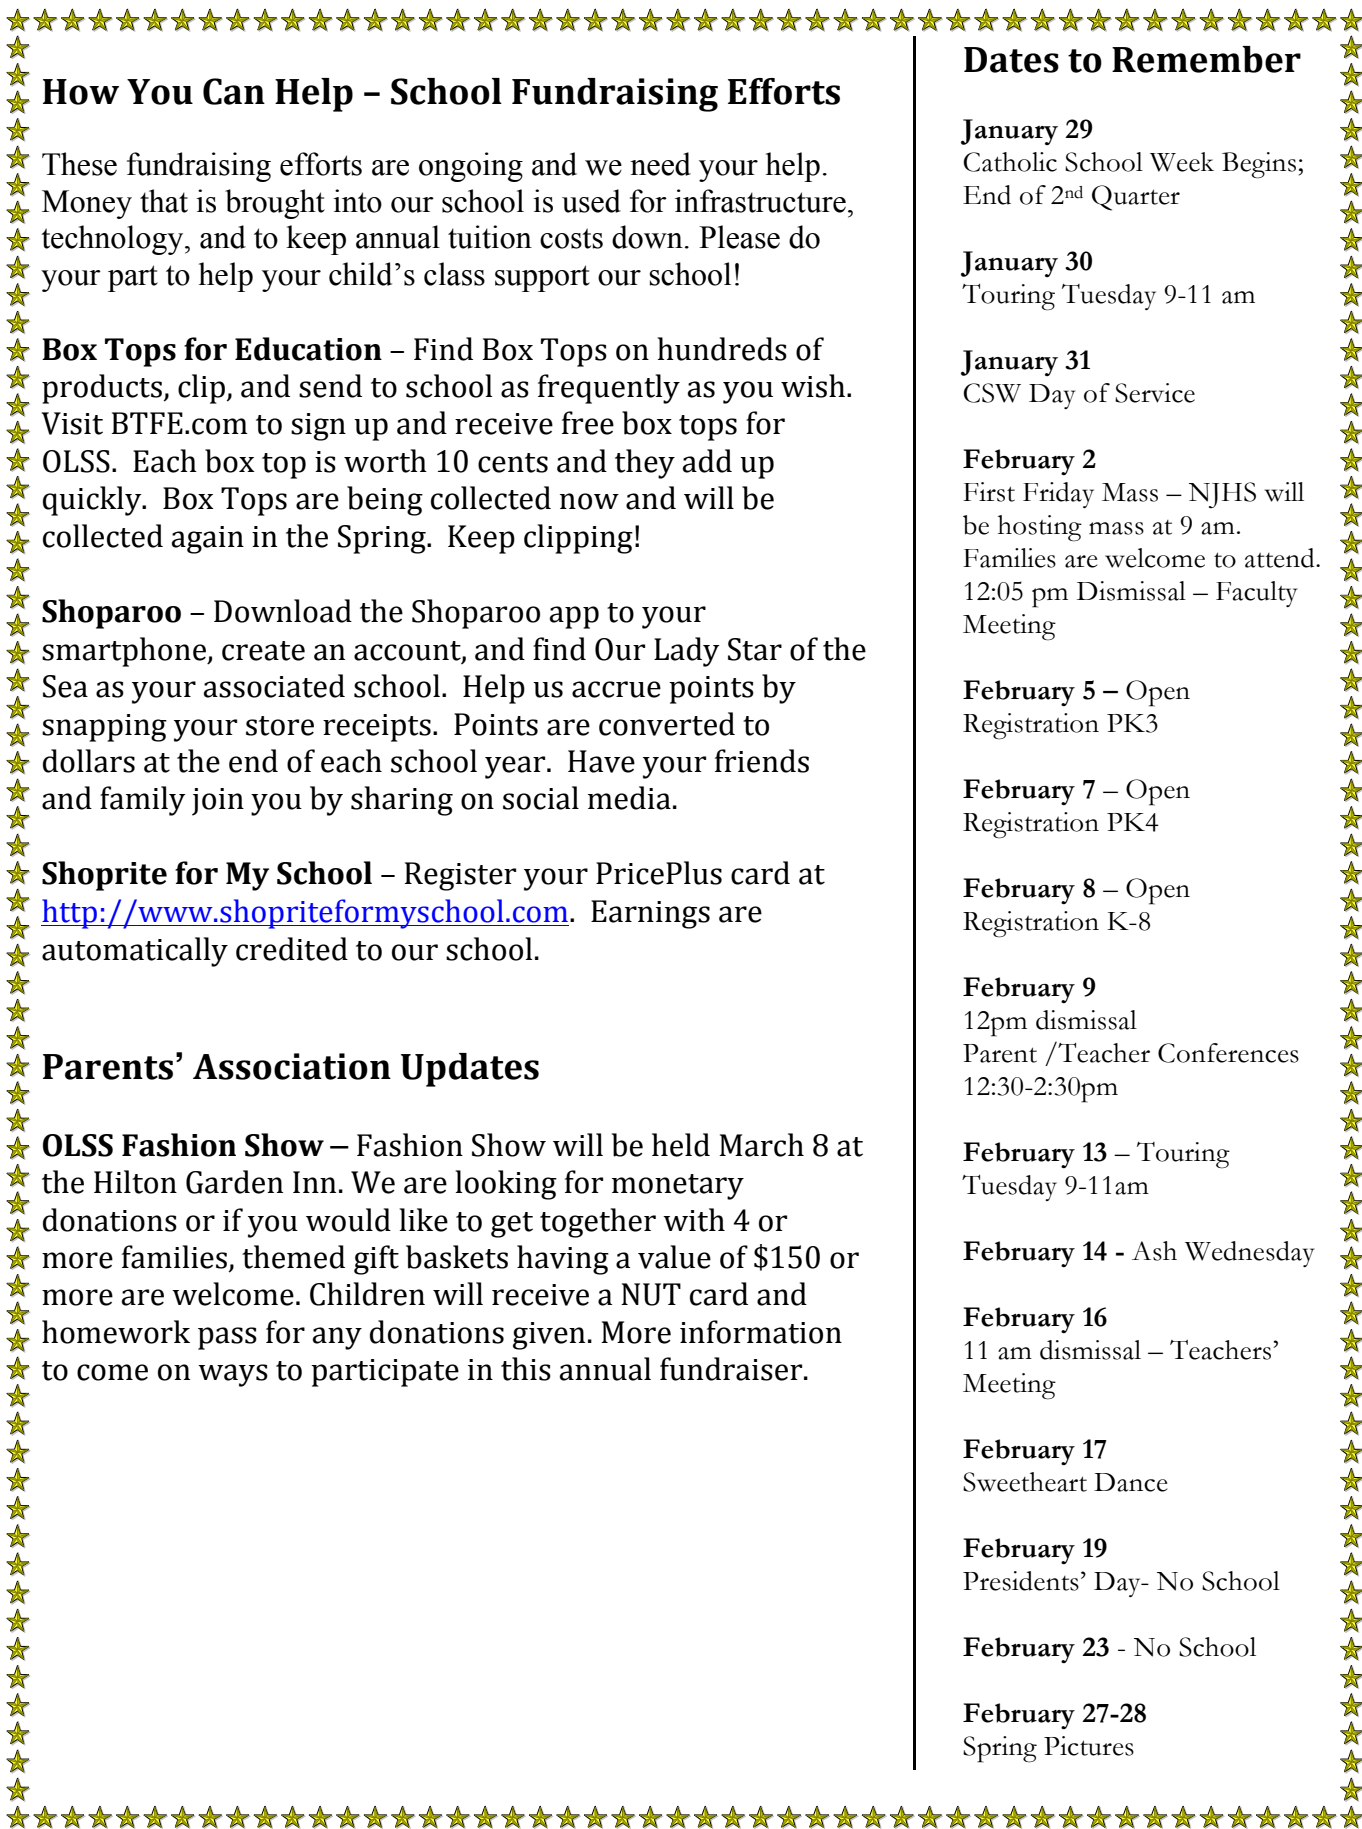 How You Can Help – School Fundraising Efforts
These fundraising efforts are ongoing and we need your help.
Money that is brought into our school is used for infrastructure,
technology, and to keep annual tuition costs down. Please do
your part to help your child’s class support our school!
Box Tops for Education – Find Box Tops on hundreds of
products, clip, and send to school as frequently as you wish.
Visit BTFE.com to sign up and receive free box tops for
OLSS.  Each box top is worth 10 cents and they add up
quickly.  Box Tops are being collected now and will be
collected again in the Spring.  Keep clipping!
Shoparoo – Download the Shoparoo app to your
smartphone, create an account, and find Our Lady Star of the
Sea as your associated school.  Help us accrue points by
snapping your store receipts.  Points are converted to
dollars at the end of each school year.  Have your friends
and family join you by sharing on social media.
Shoprite for My School – Register your PricePlus card at
http://www.shopriteformyschool.com.  Earnings are
automatically credited to our school.
Parents’ Association Updates
OLSS Fashion Show – Fashion Show will be held March 8 at
the Hilton Garden Inn. We are looking for monetary
donations or if you would like to get together with 4 or
more families, themed gift baskets having a value of $150 or
more are welcome. Children will receive a NUT card and
homework pass for any donations given. More information
to come on ways to participate in this annual fundraiser.
Dates to Remember
January 29
Catholic School Week Begins;
End of 2nd Quarter
January 30
Touring Tuesday 9-11 am
January 31
CSW Day of Service
February 2
First Friday Mass – NJHS will
be hosting mass at 9 am.
Families are welcome to attend.
12:05 pm Dismissal – Faculty
Meeting
February 5 – Open
Registration PK3
February 7 – Open
Registration PK4
February 8 – Open
Registration K-8
February 9
12pm dismissal
Parent /Teacher Conferences
12:30-2:30pm
February 13 – Touring
Tuesday 9-11am
February 14 - Ash Wednesday
February 16
11 am dismissal – Teachers’
Meeting
February 17
Sweetheart Dance
February 19
Presidents’ Day- No School
February 23 - No School
February 27-28
Spring Pictures